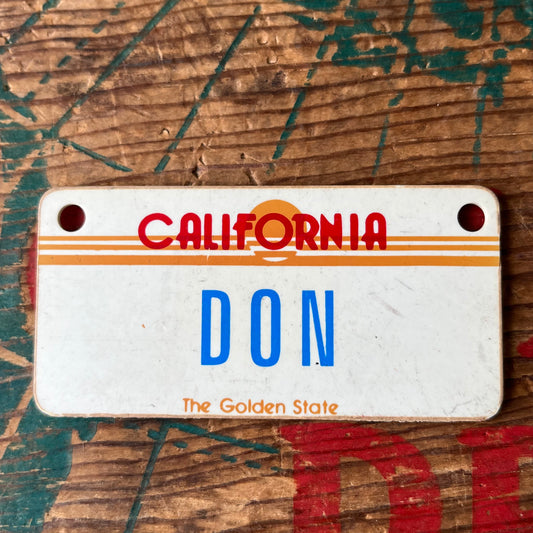 CALIFORNIA
DON
The Golden State